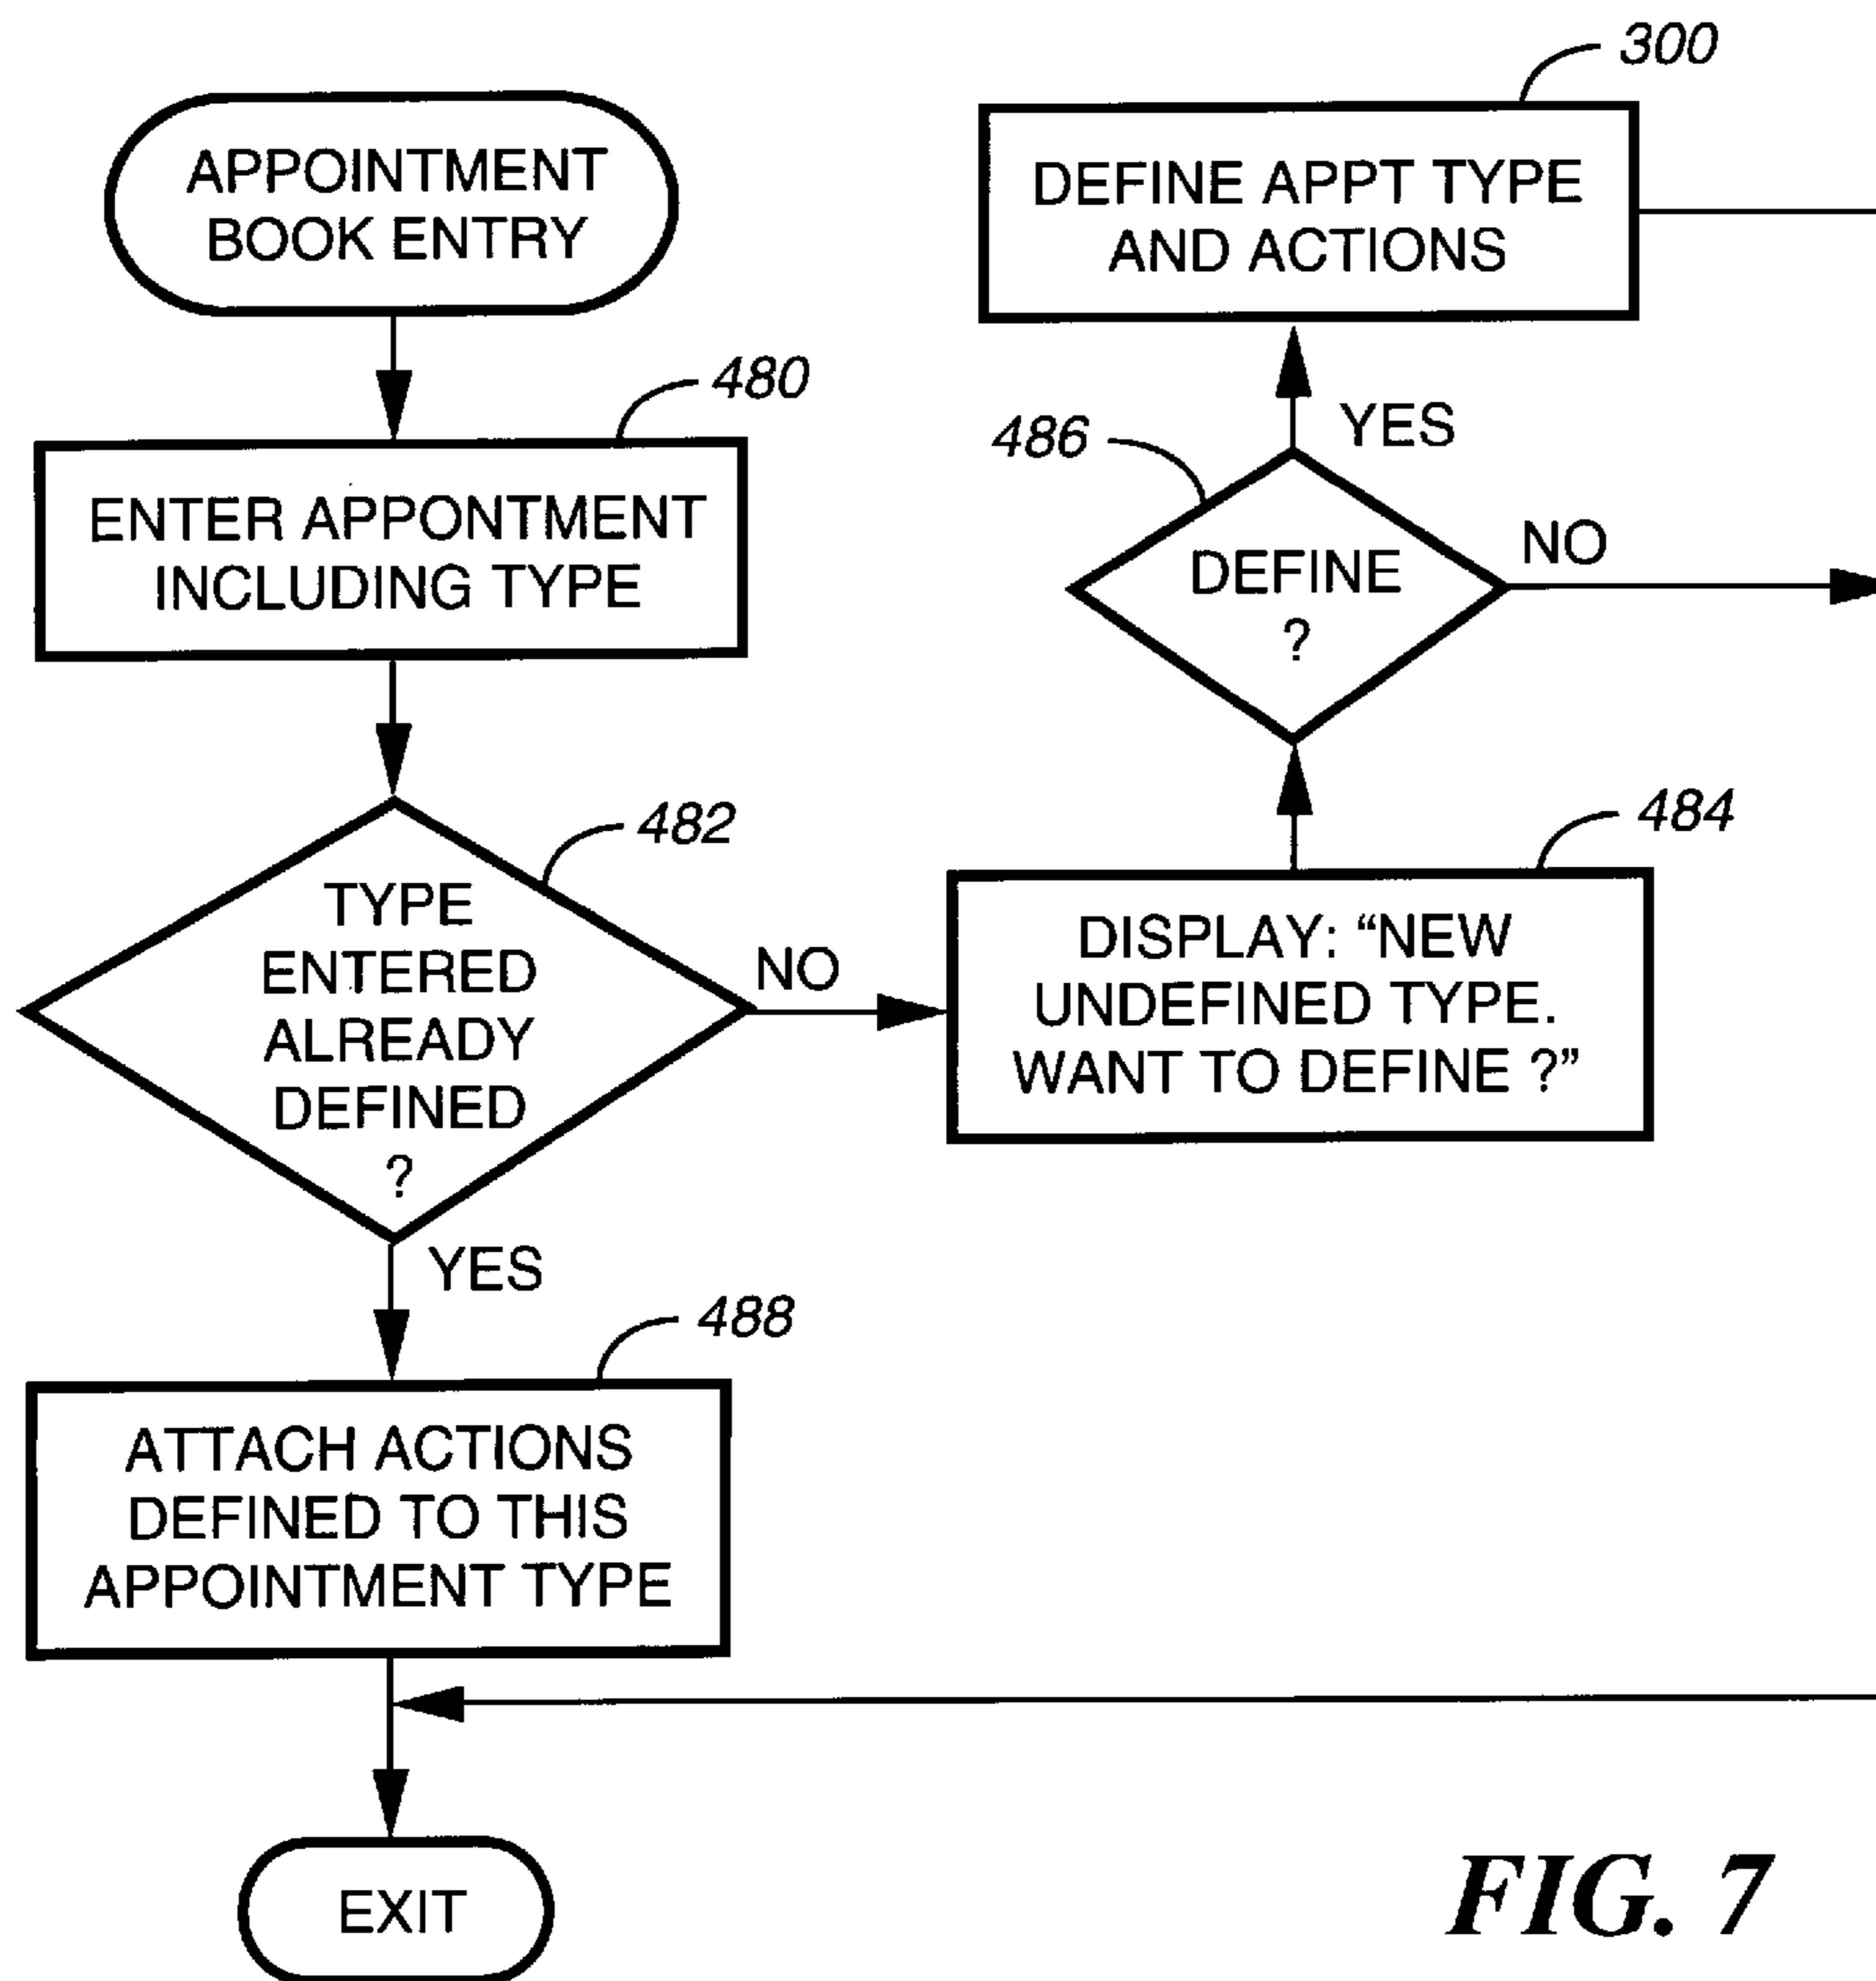 APPOINTMENT
BOOK ENTRY
480
ENTER APPONTMENT
INCLUDING TYPE
482
TYPE
ENTERED
ALREADY
DEFINED
?
NO
YES
488
ATTACH ACTIONS
DEFINED TO THIS
APPOINTMENT TYPE
EXIT
300
DEFINE APPT TYPE
AND ACTIONS
YES
486
DEFINE
?
NO
484
DISPLAY: “NEW
UNDEFINED TYPE.
WANT TO DEFINE ?”
FIG. 7